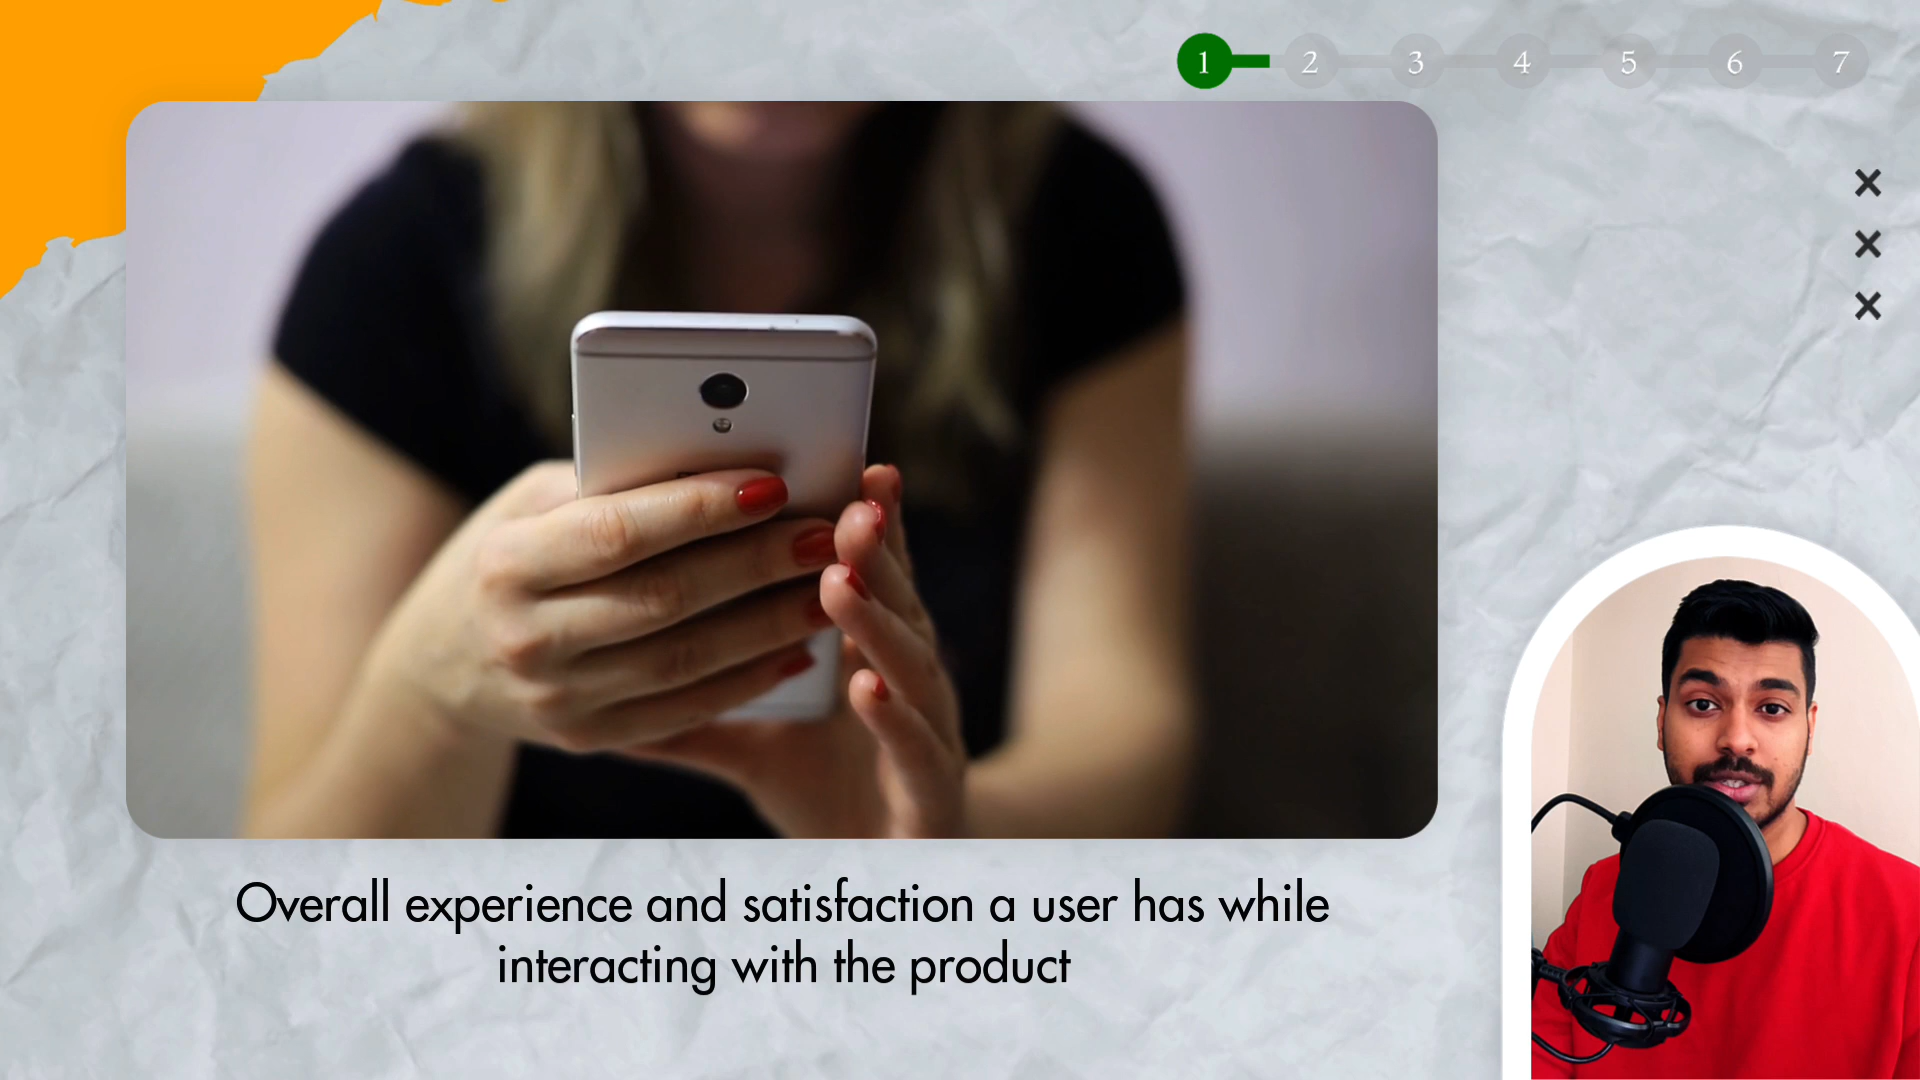 1 2 3 4 5 6 7
Overall experience and satisfaction a user has while
interacting with the product